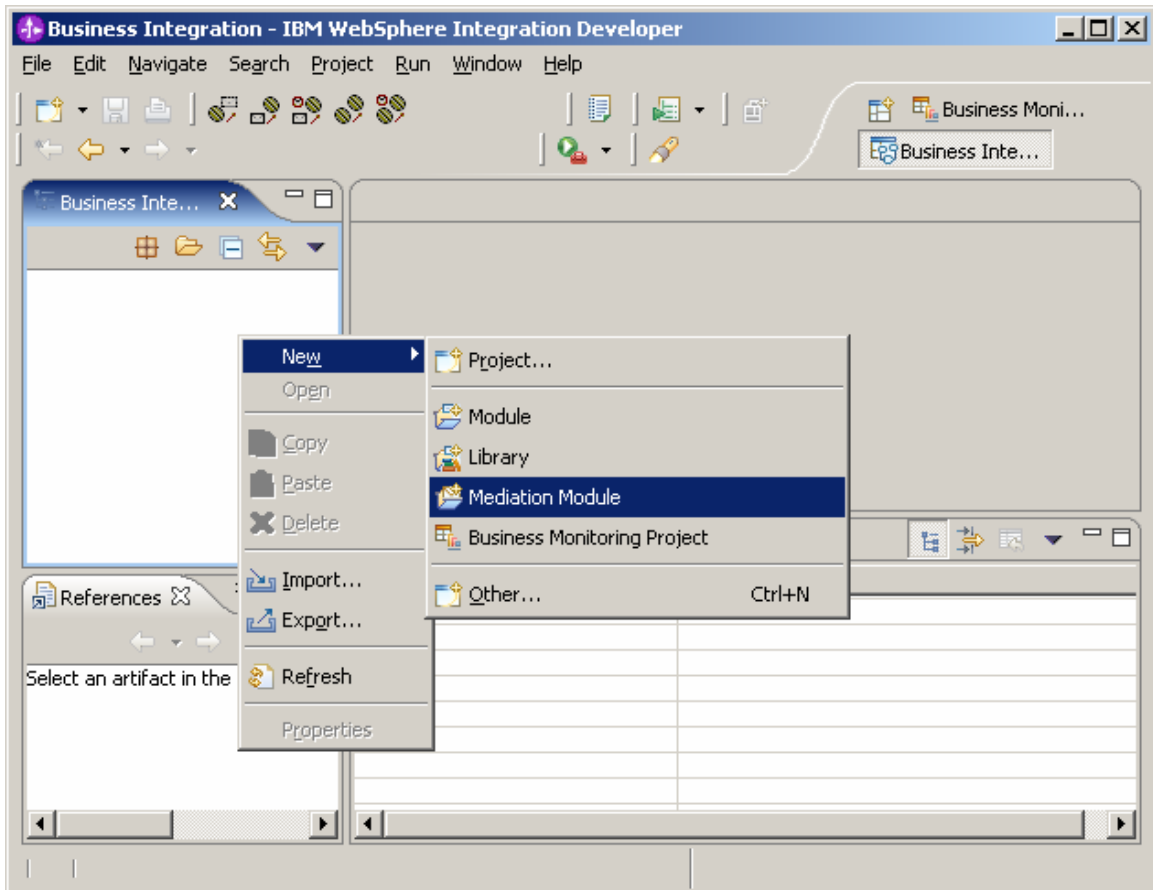 Business Integration - IBM WebSphere Integration Developer
File Edit Navigate Search Project Run Window Help
Business Moni...
Business Inte...
Business Inte...
New
Open
Copy
Paste
Delete
Import...
Export...
Refresh
Properties
Project...
Module
Library
Mediation Module
Business Monitoring Project
Other... Ctrl+N
References
Select an artifact in the